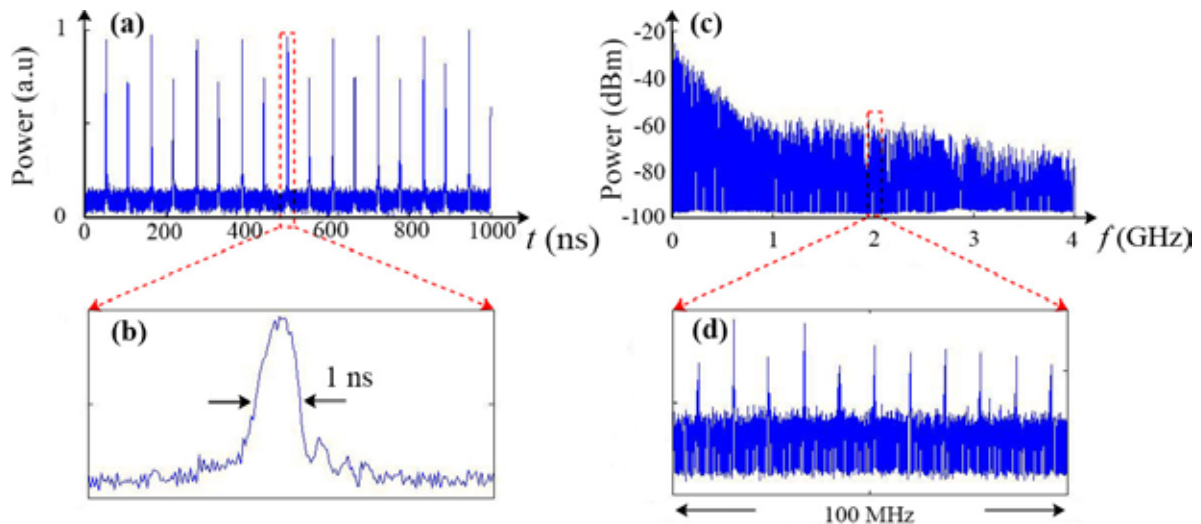 (a)
Power (a.u)
1
0
0 200 400 600 800 1000 t (ns)
(b)
1 ns
(c)
Power (dBm)
-20
-40
-60
-80
-100
0 1 2 3 4 f (GHz)
(d)
100 MHz